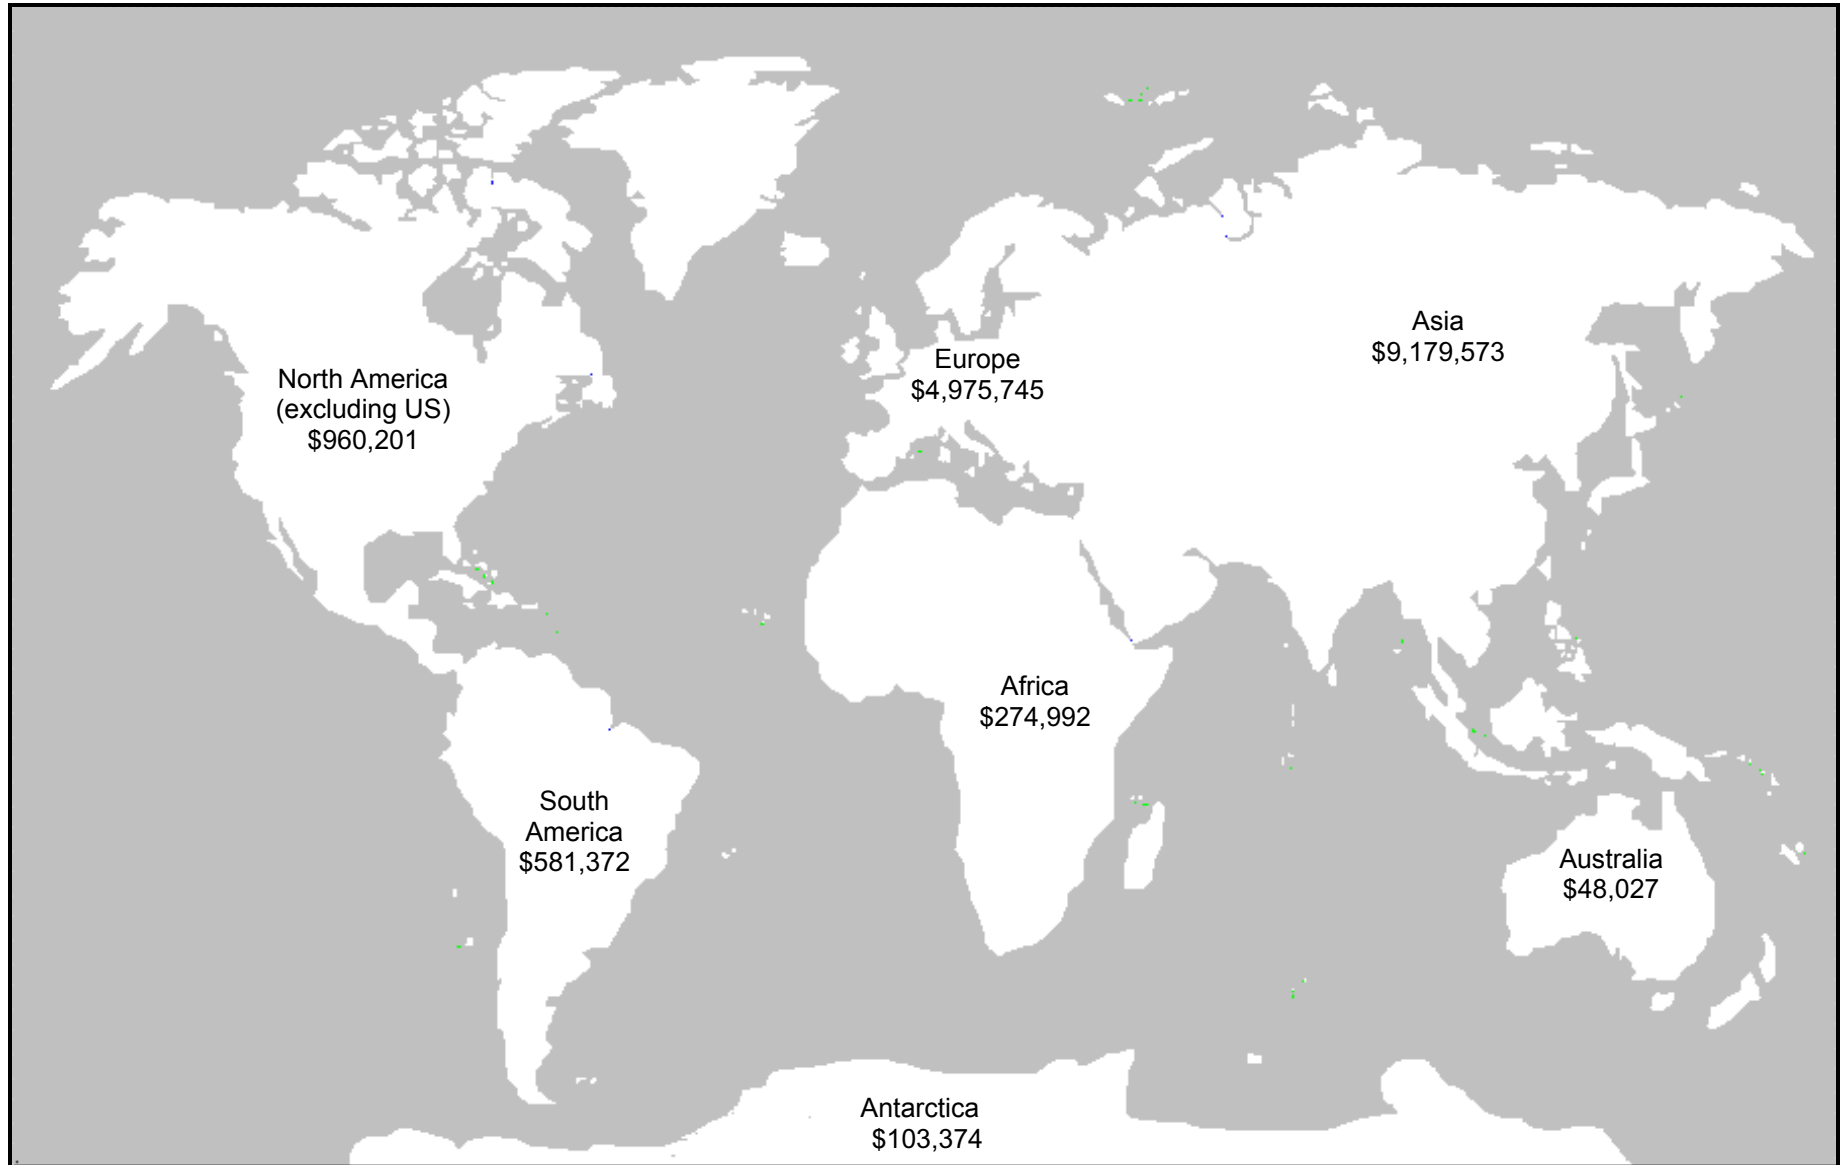 Asia
$9,179,573
Europe
$4,975,745
North America
(excluding US)
$960,201
Africa
$274,992
South
America
$581,372
Australia
$48,027
Antarctica
$103,374